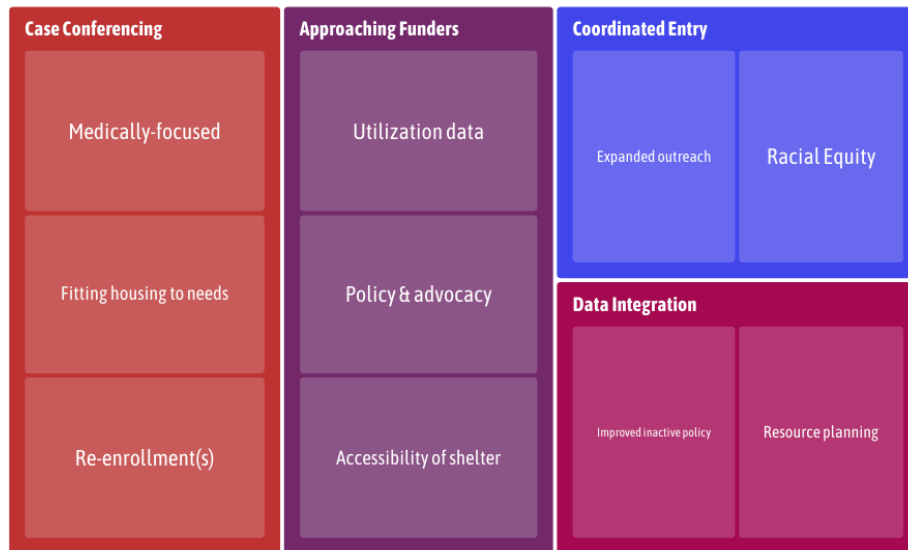 Case Conferencing
Medically-focused
Fitting housing to needs
Re-enrollment(s)
Approaching Funders
Utilization data
Policy & advocacy
Accessibility of shelter
Coordinated Entry
Expanded outreach
Racial Equity
Data Integration
Improved inactive policy
Resource planning